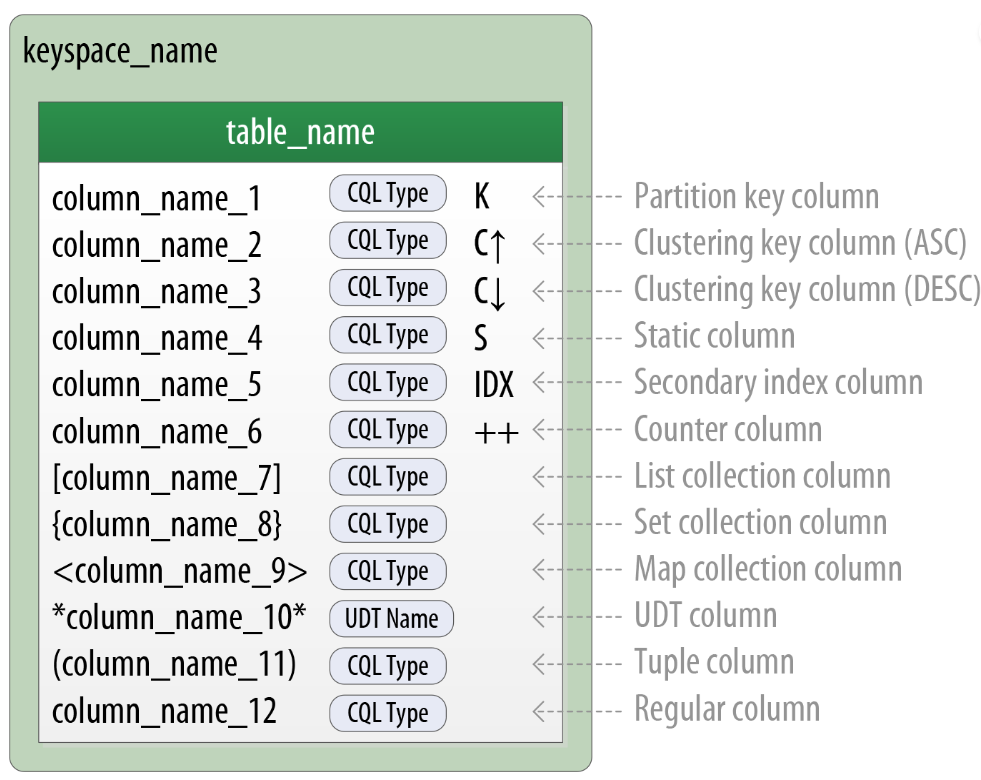 keyspace_name
table_name
column_name_1 CQL Type K Partition key column
column_name_2 CQL Type C↑ Clustering key column (ASC)
column_name_3 CQL Type C↓ Clustering key column (DESC)
column_name_4 CQL Type S Static column
column_name_5 CQL Type IDX Secondary index column
column_name_6 CQL Type ++ Counter column
[column_name_7] CQL Type List collection column
{column_name_8} CQL Type Set collection column
<column_name_9> CQL Type Map collection column
*column_name_10* UDT Name UDT column
(column_name_11) CQL Type Tuple column
column_name_12 CQL Type Regular column